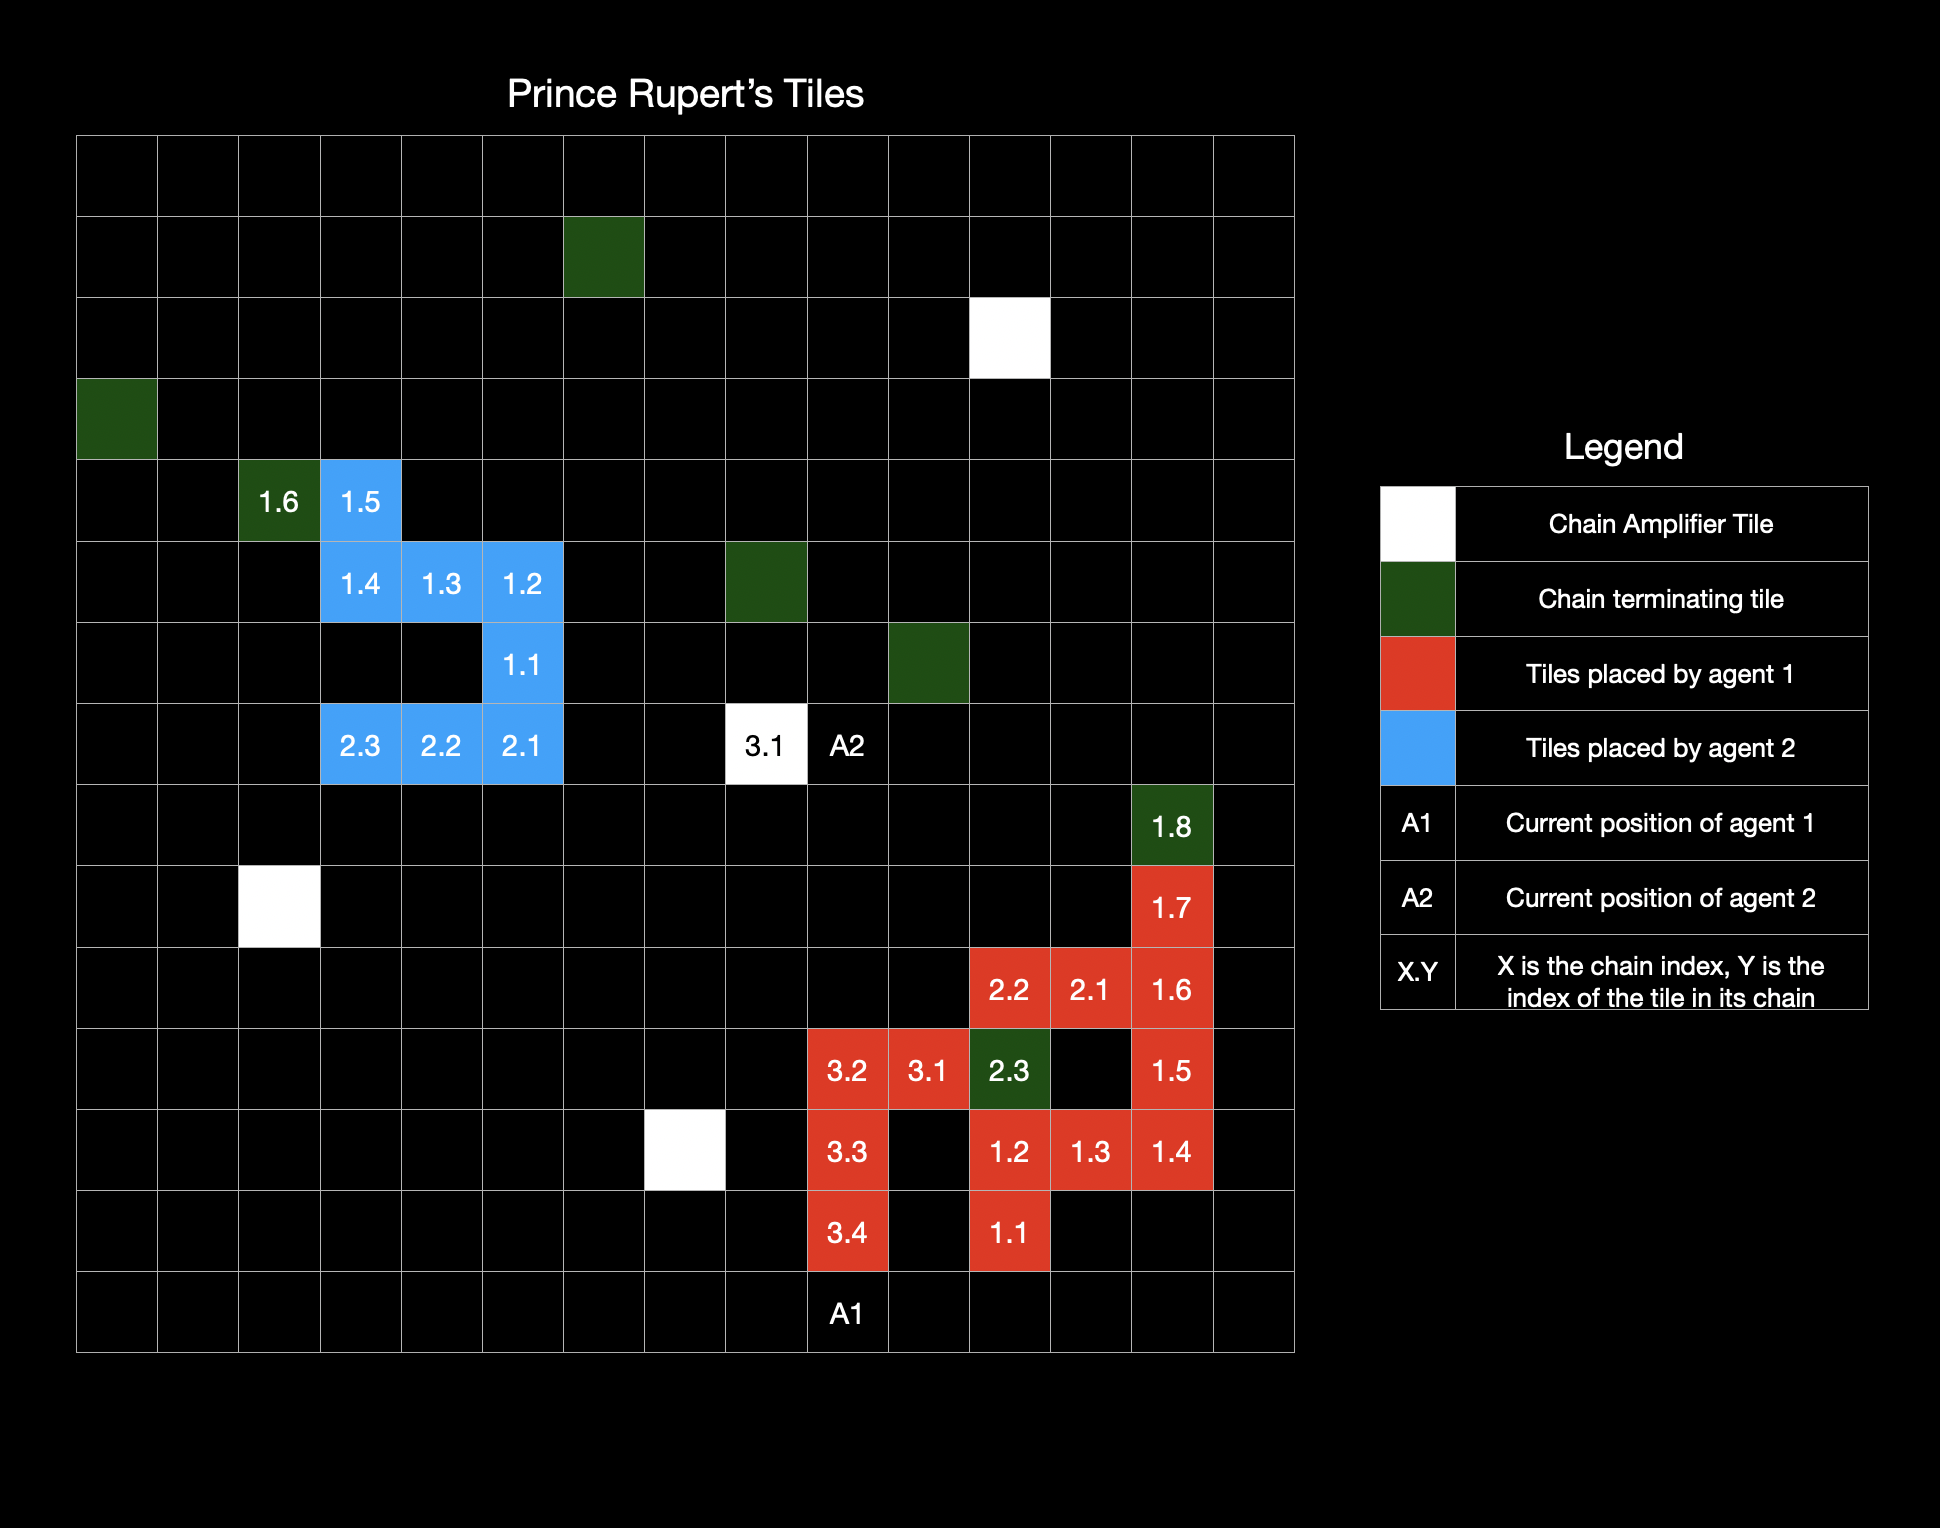 Prince Rupert’s Tiles
1.6 1.5
1.4 1.3 1.2
1.1
2.3 2.2 2.1 3.1 A2
1.8
1.7
2.2 2.1 1.6
3.2 3.1 2.3 1.5
3.3 1.2 1.3 1.4
3.4 1.1
A1
Legend
Chain Amplifier Tile
Chain terminating tile
Tiles placed by agent 1
Tiles placed by agent 2
A1 Current position of agent 1
A2 Current position of agent 2
X.Y X is the chain index, Y is the
index of the tile in its chain